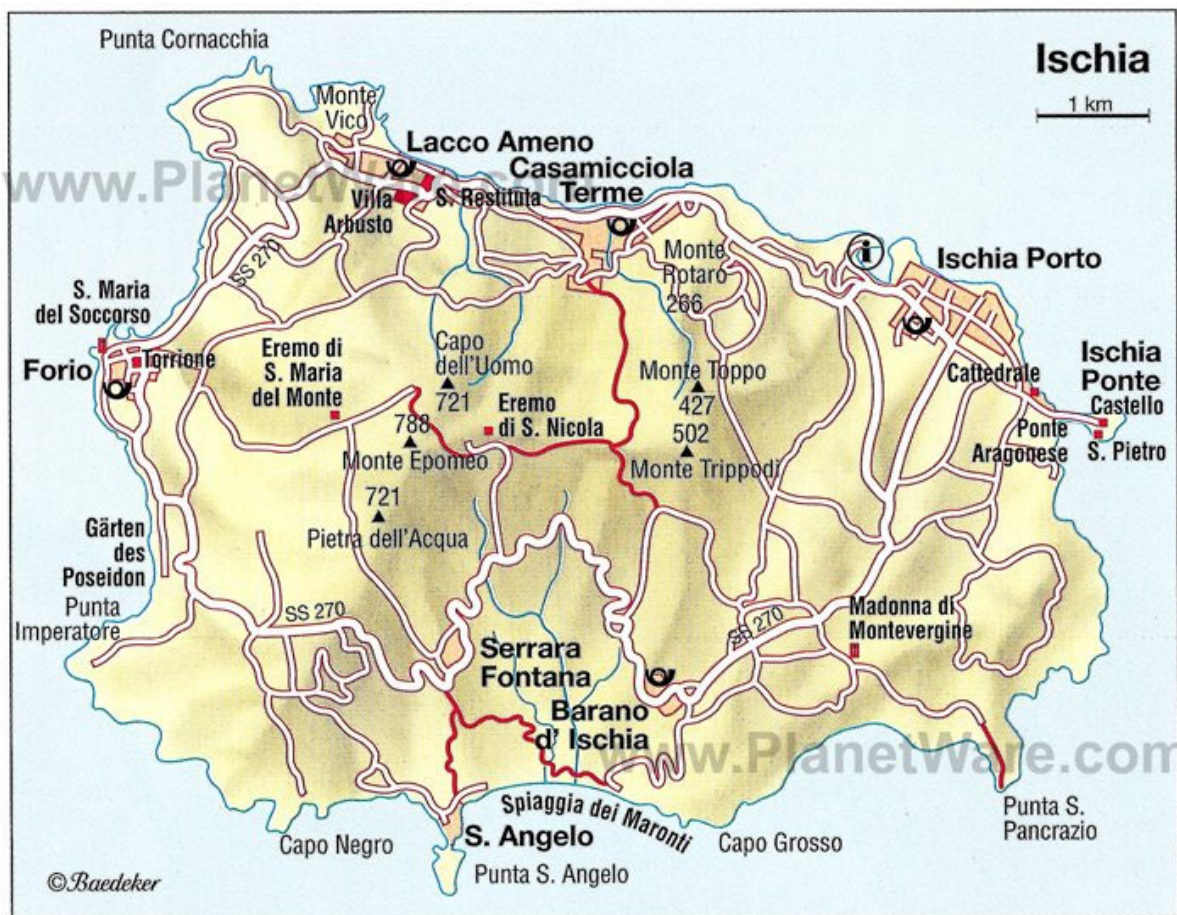 Punta Cornacchia
Ischia
1 km
Monte
Vico
Lacco Ameno
www.PlanetWare.com
Casamicciola
Terme
Villa
Arbusto
S. Restituta
SS 270
Monte
Rotaro
266
i
Ischia Porto
S. Maria
del Soccorso
Forio
Torrione
Eremo di
S. Maria
del Monte
Capo
dell'Uomo
721
Monte Toppo
427
Cattedrale
Ischia
Ponte
Castello
Eremo
di S. Nicola
788
Monte Epomeo
502
Monte Trippodi
Ponte
Aragonese
S. Pietro
721
Pietra dell'Acqua
Gärten
des
Poseidon
Punta
Imperatore
SS 270
Serrara
Fontana
SS 270
Madonna di
Montevergine
Barano
d' Ischia
www.PlanetWare.com
Spiaggia dei Maronti
Punta S.
Pancrazio
Capo Negro
S. Angelo
Capo Grosso
Punta S. Angelo
©Baedeker